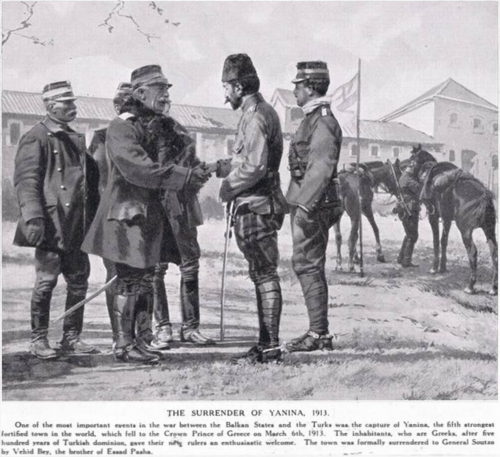 THE SURRENDER OF YANINA, 1913.
One of the most important events in the war between the Balkan States and the Turks was the capture of Yanina, the fifth strongest
fortified town in the world, which fell to the Crown Prince of Greece on March 6th, 1913. The inhabitants, who are Greeks, after five
hundred years of Turkish dominion, gave their new rulers an enthusiastic welcome. The town was formally surrendered to General Soutzo
by Vehid Bey, the brother of Essad Pasha.